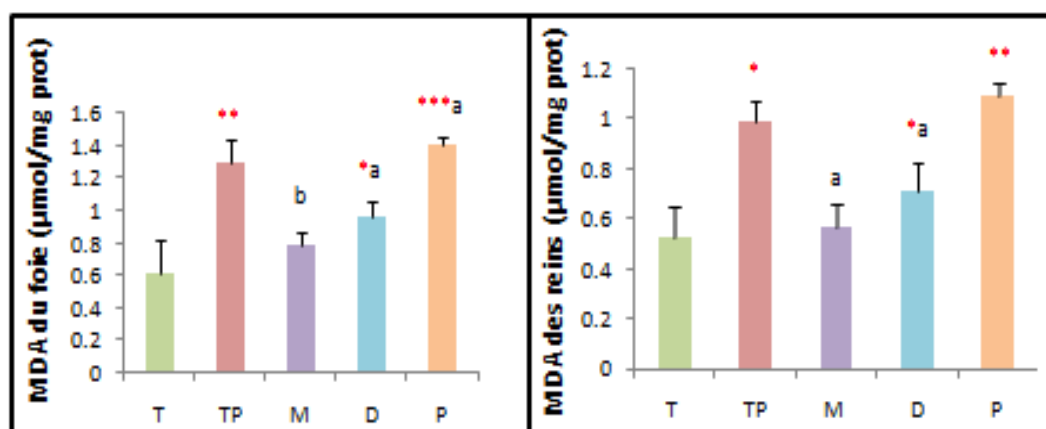 MDA du foie (µmol/mg prot)
1.6
1.4
1.2
1
0.8
0.6
0.4
0.2
0
**
b
*a
***a
T TP M D P
MDA des reins (µmol/mg prot)
1.2
1
0.8
0.6
0.4
0.2
0
*
a
*a
**
T TP M D P